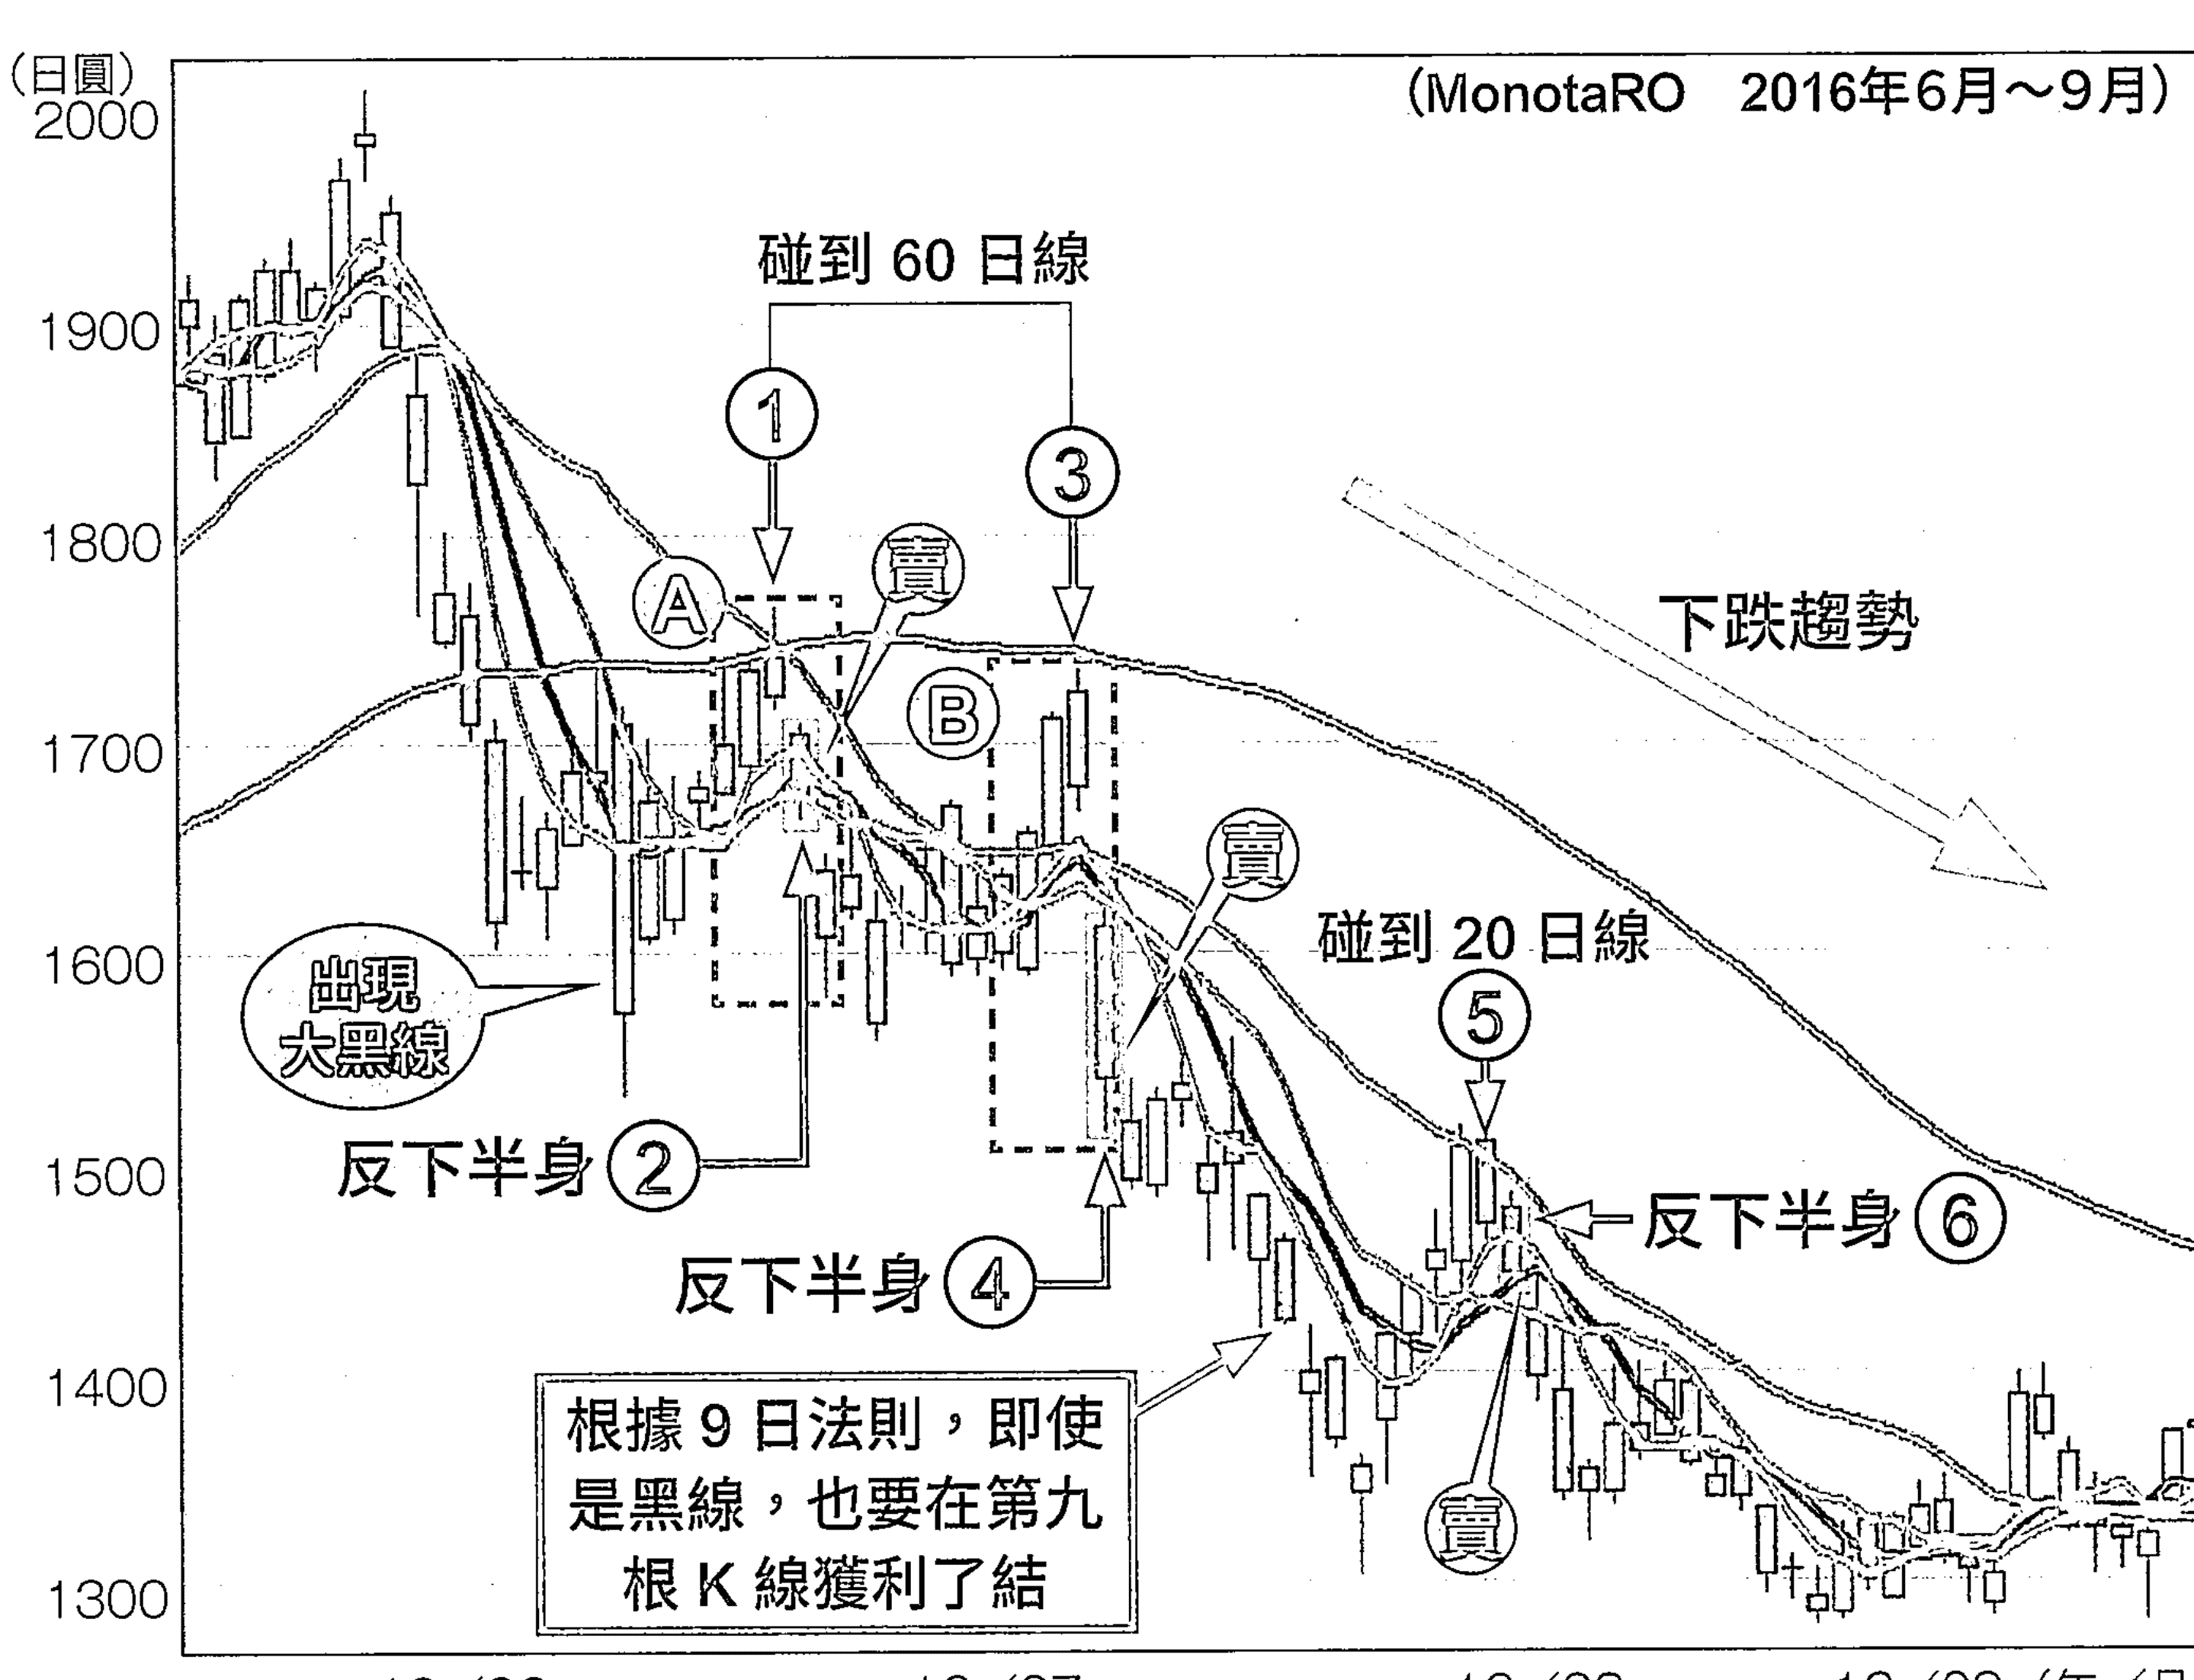 (日圓)
(MonotaRO 2016年6月～9月)
2000
1900
1800
1700
1600
1500
1400
1300
碰到 60 日線
1
3
賣
A
B
下跌趨勢
賣
碰到 20 日線
5
出現
大黑線
反下半身 2
反下半身 6
反下半身 4
根據 9 日法則，即使
是黑線，也要在第九
根 K 線獲利了結
賣